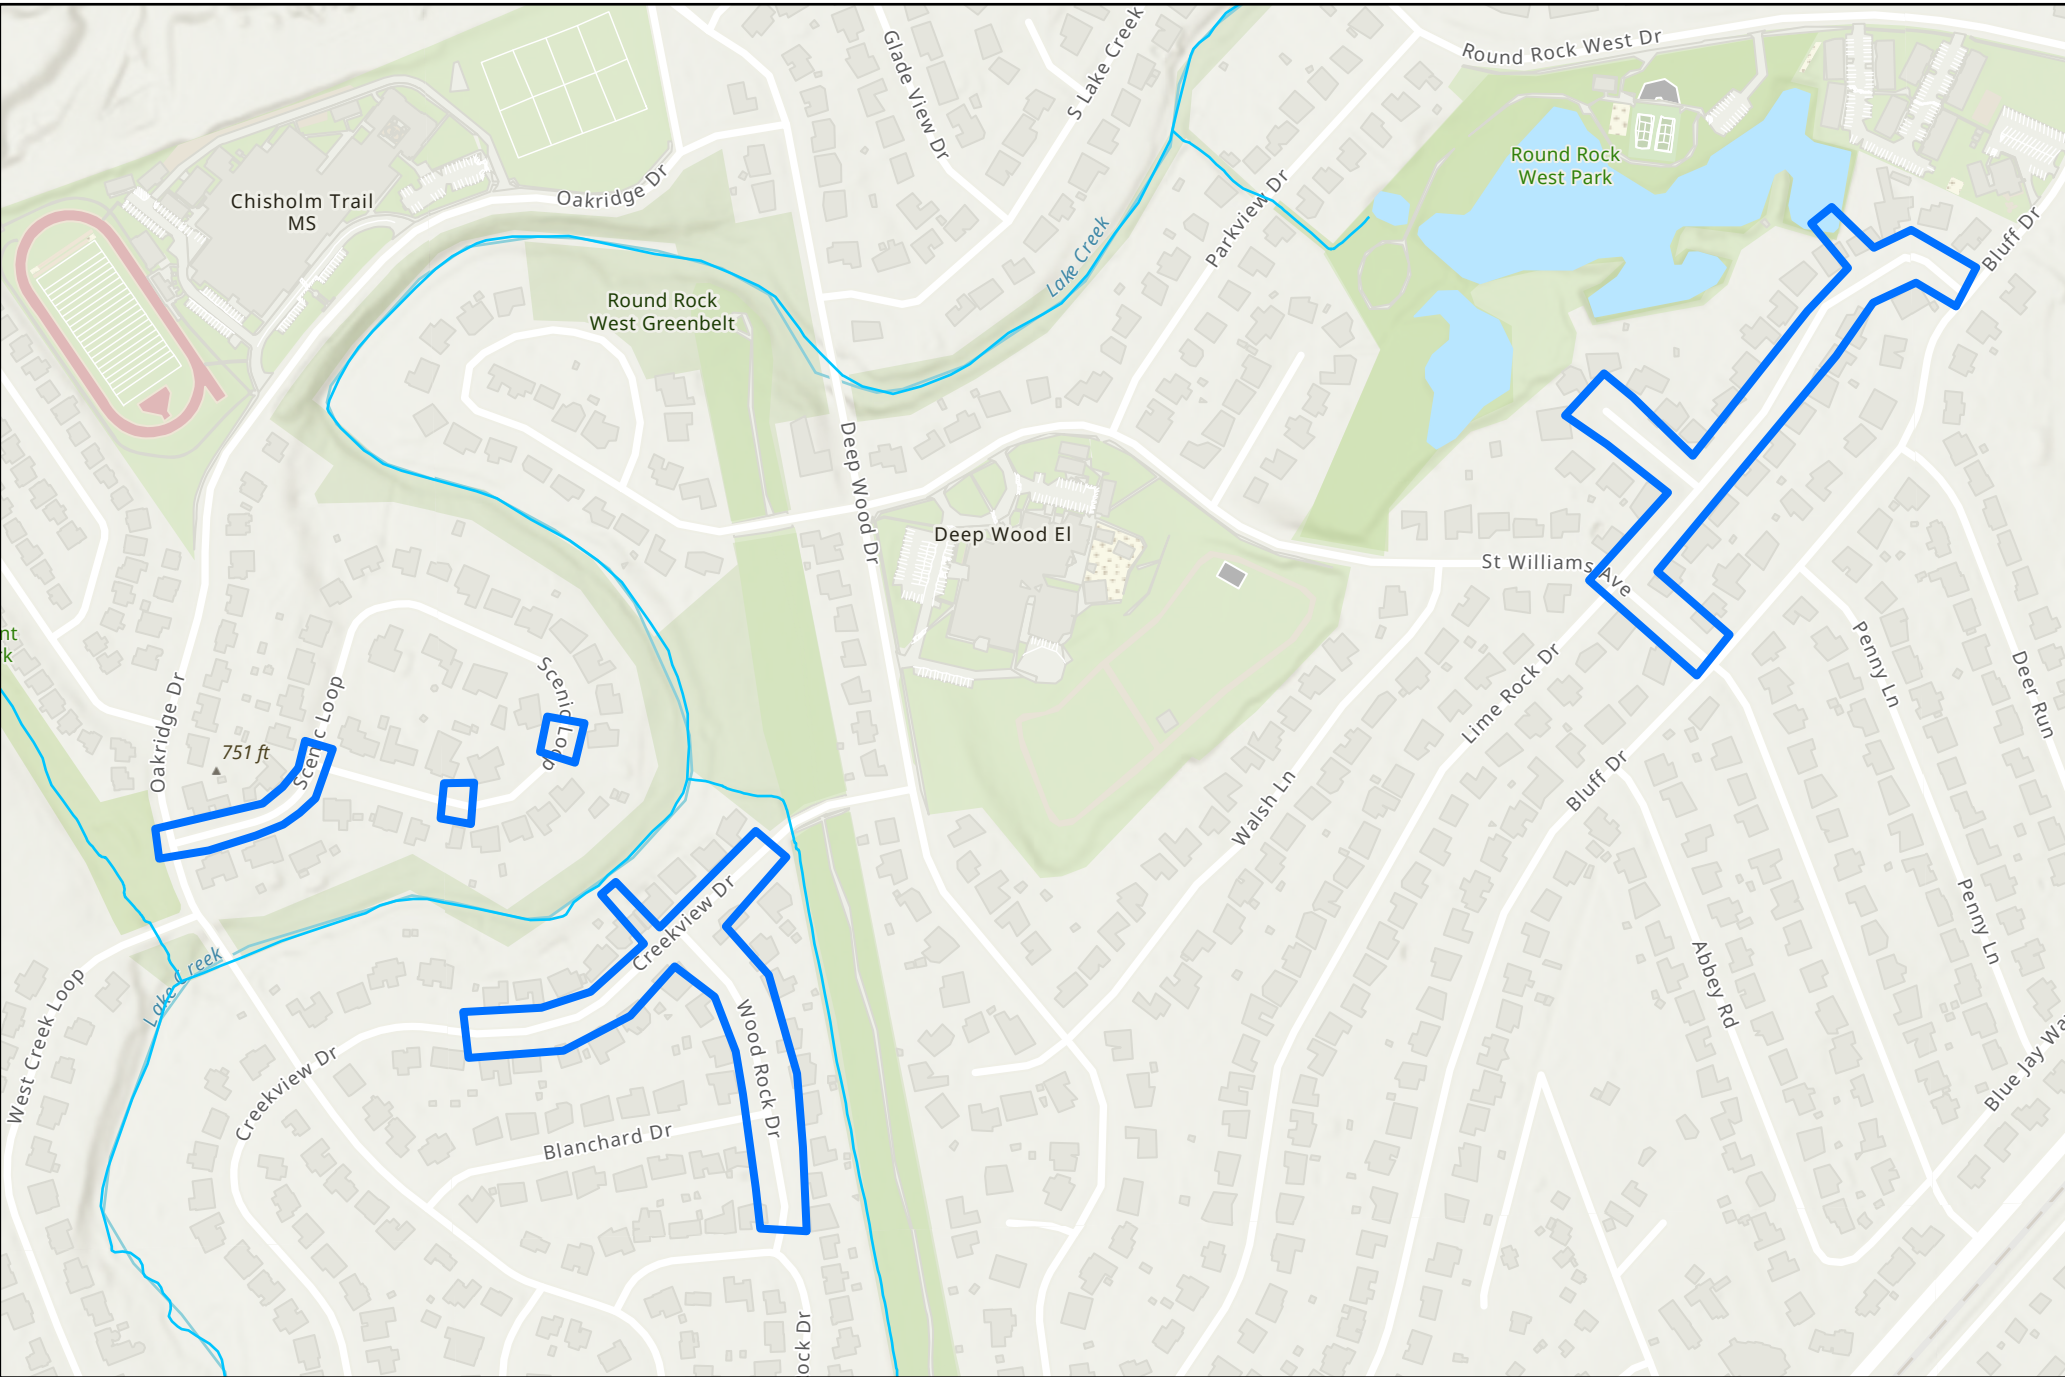 Round Rock West Dr
Glade View Dr
S Lake Creek
Round Rock
West Park
Oakridge Dr
Chisholm Trail
MS
Parkview Dr
Bluff Dr
Lake Creek
Round Rock
West Greenbelt
Deep Wood Dr
Deep Wood El
St Williams Ave
nt
k
Scenic Loop
Scenic Loop
Oakridge Dr
751 ft
Penny Ln
Deer Run
Lime Rock Dr
Bluff Dr
Walsh Ln
Creekview Dr
Penny Ln
Abbey Rd
Lake Creek
West Creek Loop
Wood Rock Dr
Creekview Dr
Blanchard Dr
Blue Jay Wa
ock Dr